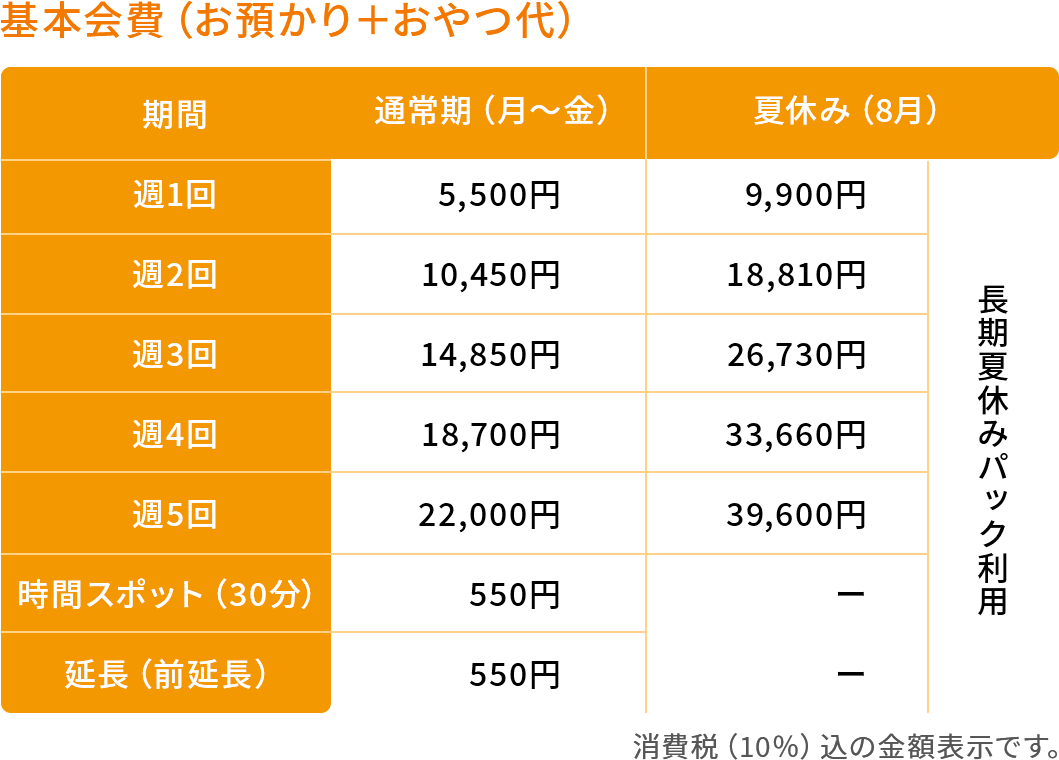 基本会費（お預かり＋おやつ代）
期間 通常期（月〜金） 夏休み（8月）
週1回 5,500円 9,900円
週2回 10,450円 18,810円
週3回 14,850円 26,730円
週4回 18,700円 33,660円
週5回 22,000円 39,600円
時間スポット（30分） 550円 ー
延長（前延長） 550円 ー
長期夏休みパック利用
消費税（10％）込の金額表示です。